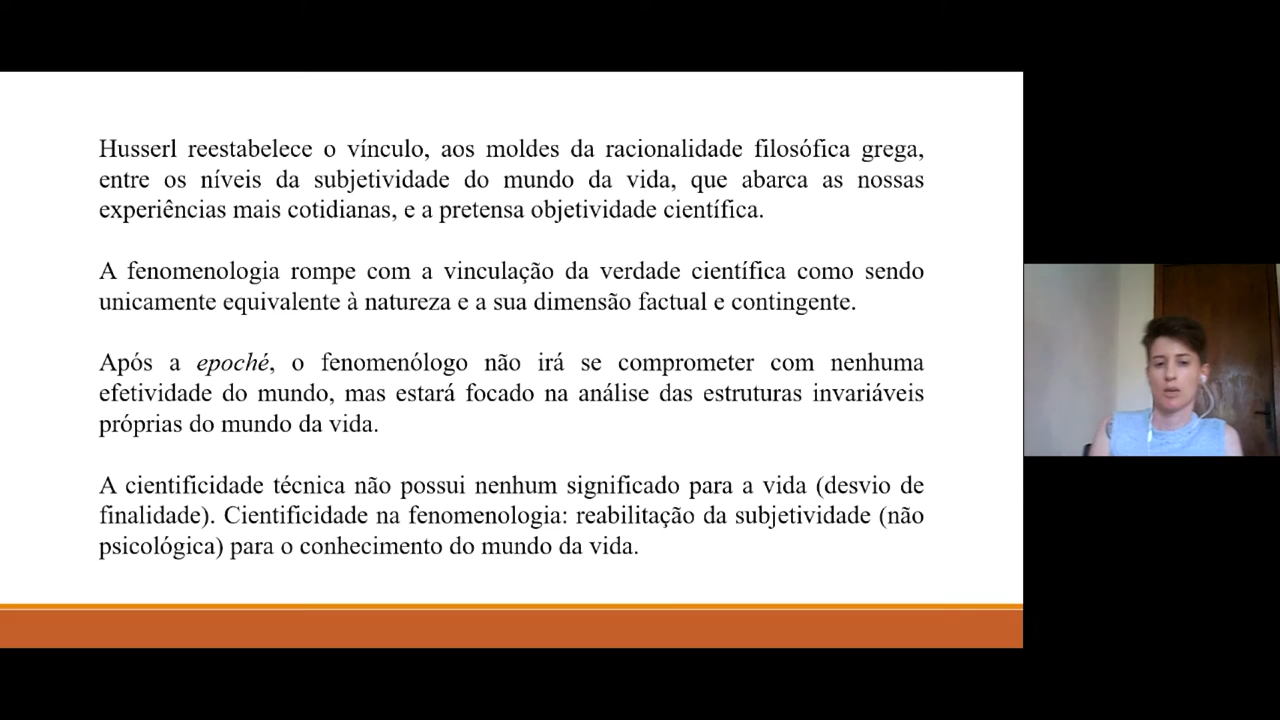 Husserl reestabelece o vínculo, aos moldes da racionalidade filosófica grega,
entre os níveis da subjetividade do mundo da vida, que abarca as nossas
experiências mais cotidianas, e a pretensa objetividade científica.
A fenomenologia rompe com a vinculação da verdade científica como sendo
unicamente equivalente à natureza e a sua dimensão factual e contingente.
Após a epoché, o fenomenólogo não irá se comprometer com nenhuma
efetividade do mundo, mas estará focado na análise das estruturas invariáveis
próprias do mundo da vida.
A cientificidade técnica não possui nenhum significado para a vida (desvio de
finalidade). Cientificidade na fenomenologia: reabilitação da subjetividade (não
psicológica) para o conhecimento do mundo da vida.